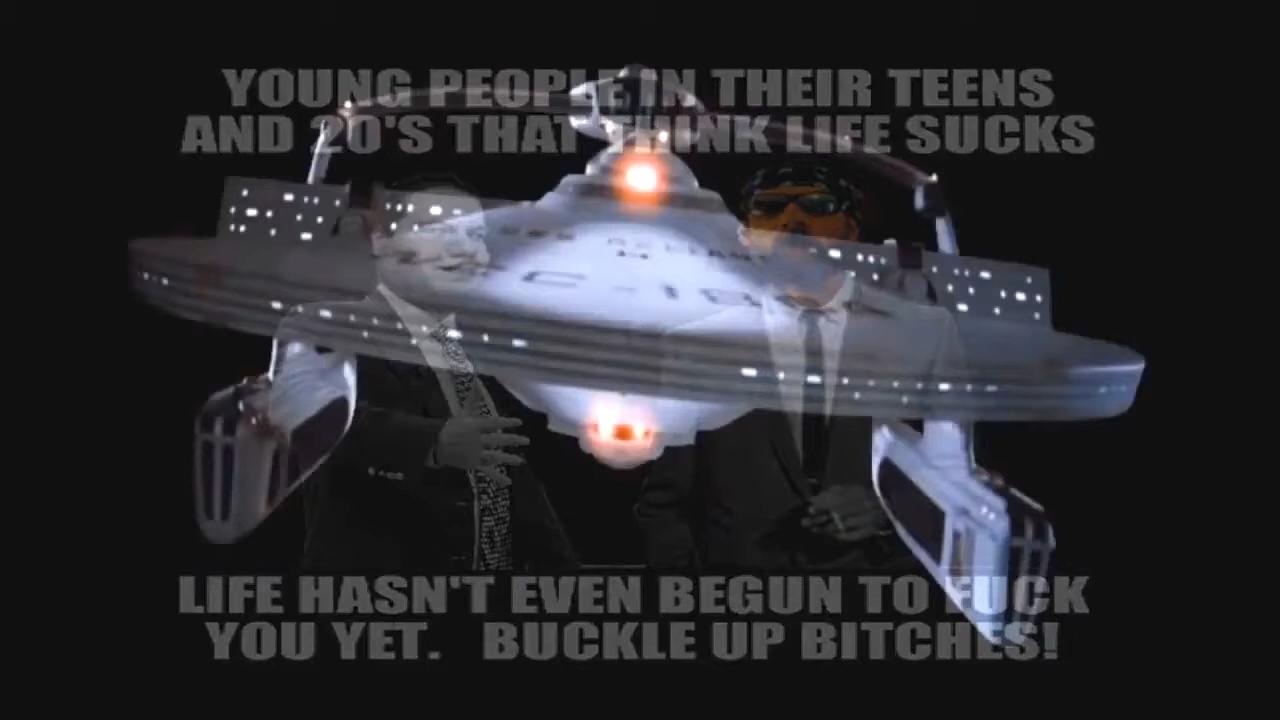 YOUNG PEOPLE IN THEIR TEENS
AND 20'S THAT THINK LIFE SUCKS
LIFE HASN'T EVEN BEGUN TO FUCK
YOU YET. BUCKLE UP BITCHES!